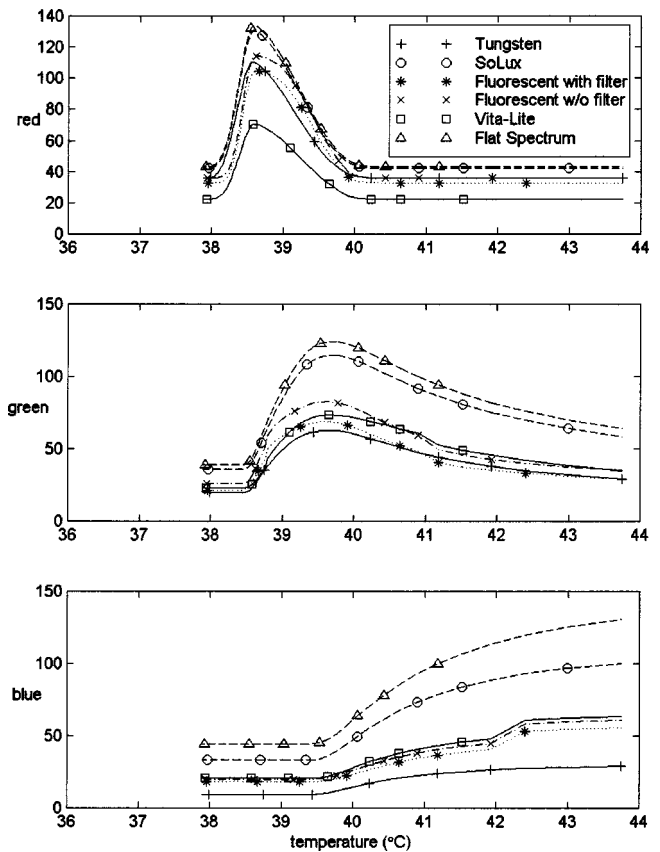 140
120
100
80
60
40
20
0
red
Tungsten
SoLux
Fluorescent with filter
Fluorescent w/o filter
Vita-Lite
Flat Spectrum
36 37 38 39 40 41 42 43 44
150
100
50
0
green
36 37 38 39 40 41 42 43 44
150
100
50
0
blue
36 37 38 39 40 41 42 43 44
temperature (°C)